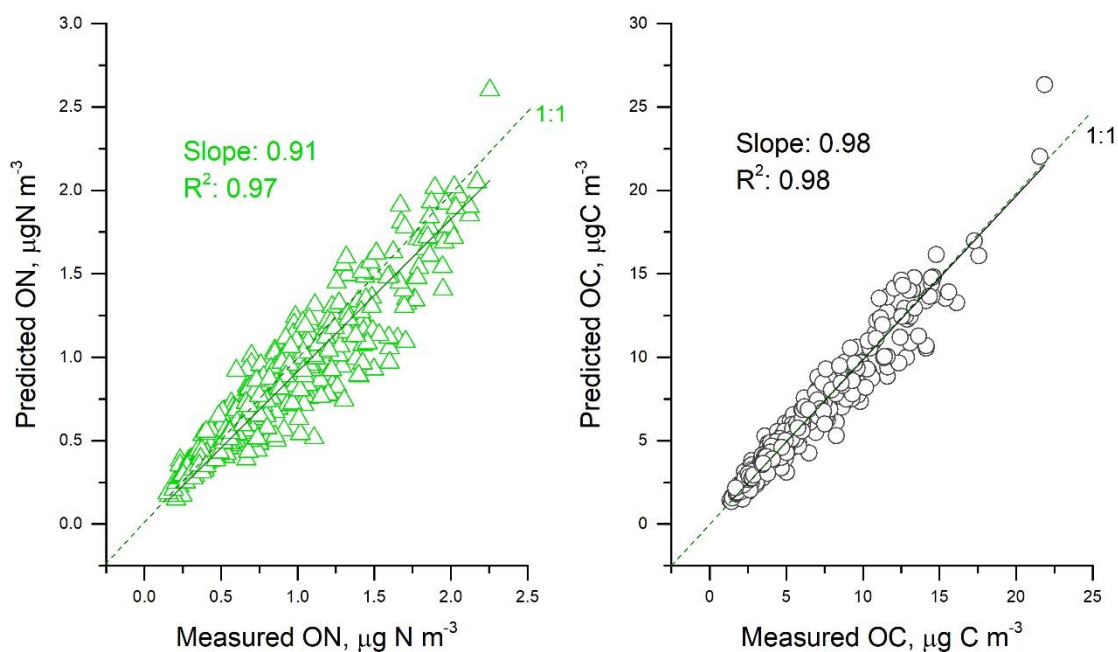 3.0
2.5
2.0
1.5
1.0
0.5
0.0
Predicted ON, µgN m-3
Slope: 0.91
R2: 0.97
1:1
0.0 0.5 1.0 1.5 2.0 2.5
Measured ON, µg N m-3
30
25
20
15
10
5
0
Predicted OC, µgC m-3
Slope: 0.98
R2: 0.98
1:1
0 5 10 15 20 25
Measured OC, µg C m-3